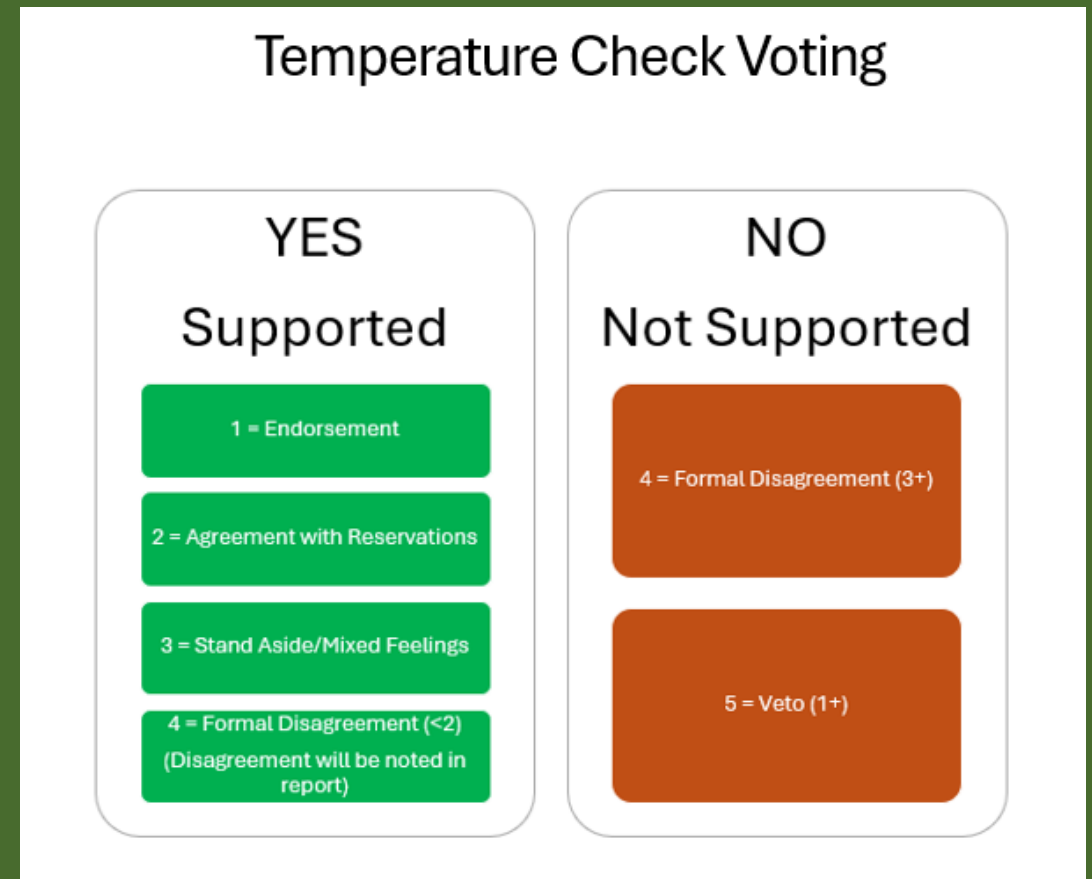 Temperature Check Voting
YES
Supported
1 = Endorsement
2 = Agreement with Reservations
3 = Stand Aside/Mixed Feelings
4 = Formal Disagreement (<2)
(Disagreement will be noted in
report)
NO
Not Supported
4 = Formal Disagreement (3+)
5 = Veto (1+)